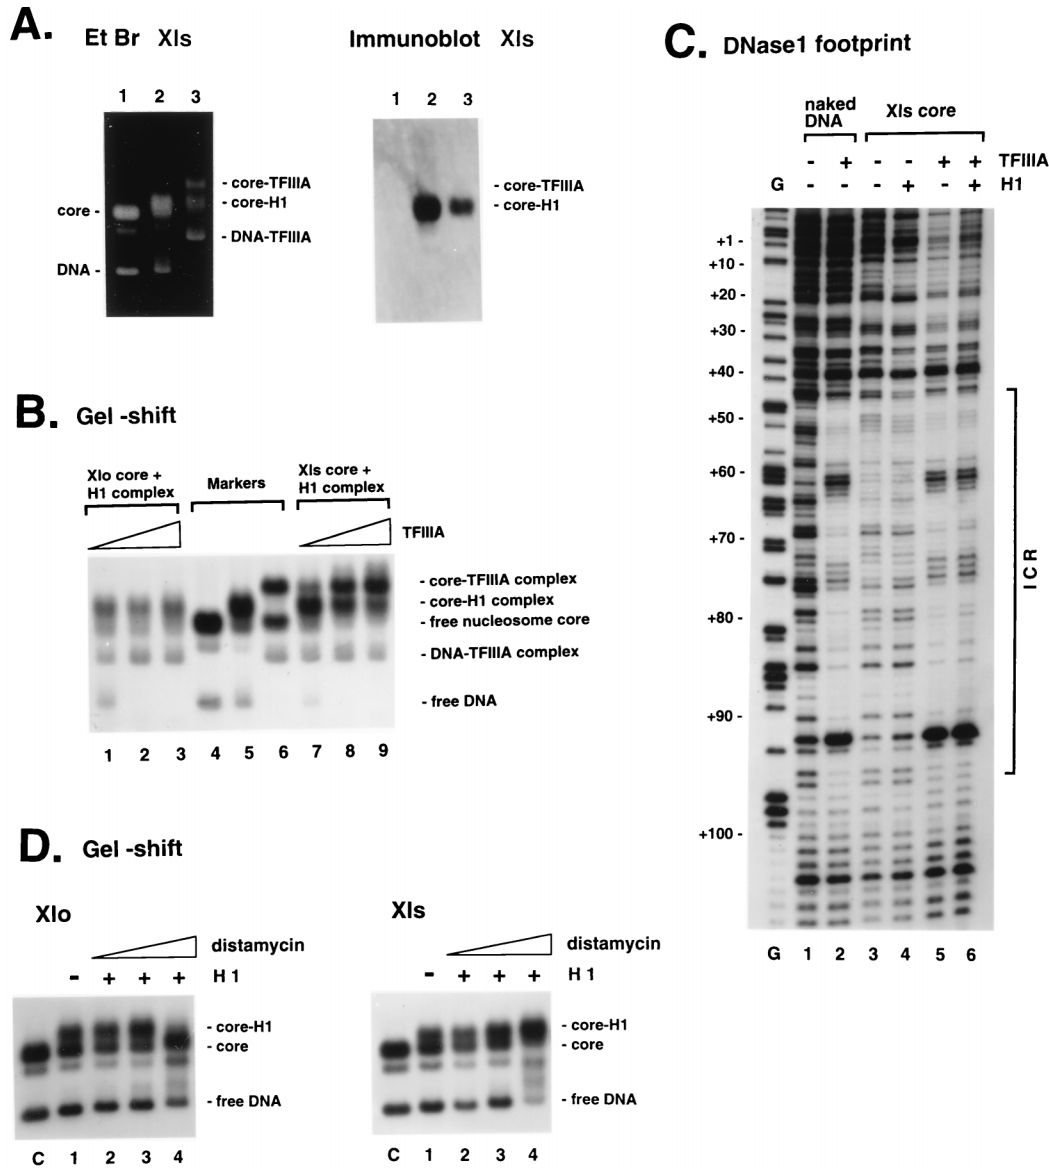 A.
Et Br Xls
1 2 3
core -
DNA -
- core-TFIIIA
- core-H1
- DNA-TFIIIA
Immunoblot Xls
1 2 3
- core-TFIIIA
- core-H1
B. Gel -shift
Xlo core +
H1 complex
Markers
Xls core +
H1 complex
TFIIIA
- core-TFIIIA complex
- core-H1 complex
- free nucleosome core
- DNA-TFIIIA complex
- free DNA
1 2 3 4 5 6 7 8 9
C. DNase1 footprint
naked
DNA
Xls core
- + - - + + TFIIIA
G - - - + - + H1
+1 -
+10 -
+20 -
+30 -
+40 -
+50 -
+60 -
+70 -
+80 -
+90 -
+100 -
ICR
G 1 2 3 4 5 6
D. Gel -shift
Xlo
distamycin
- + + + H 1
- core-H1
- core
- free DNA
C 1 2 3 4
Xls
distamycin
- + + + H 1
- core-H1
- core
- free DNA
C 1 2 3 4